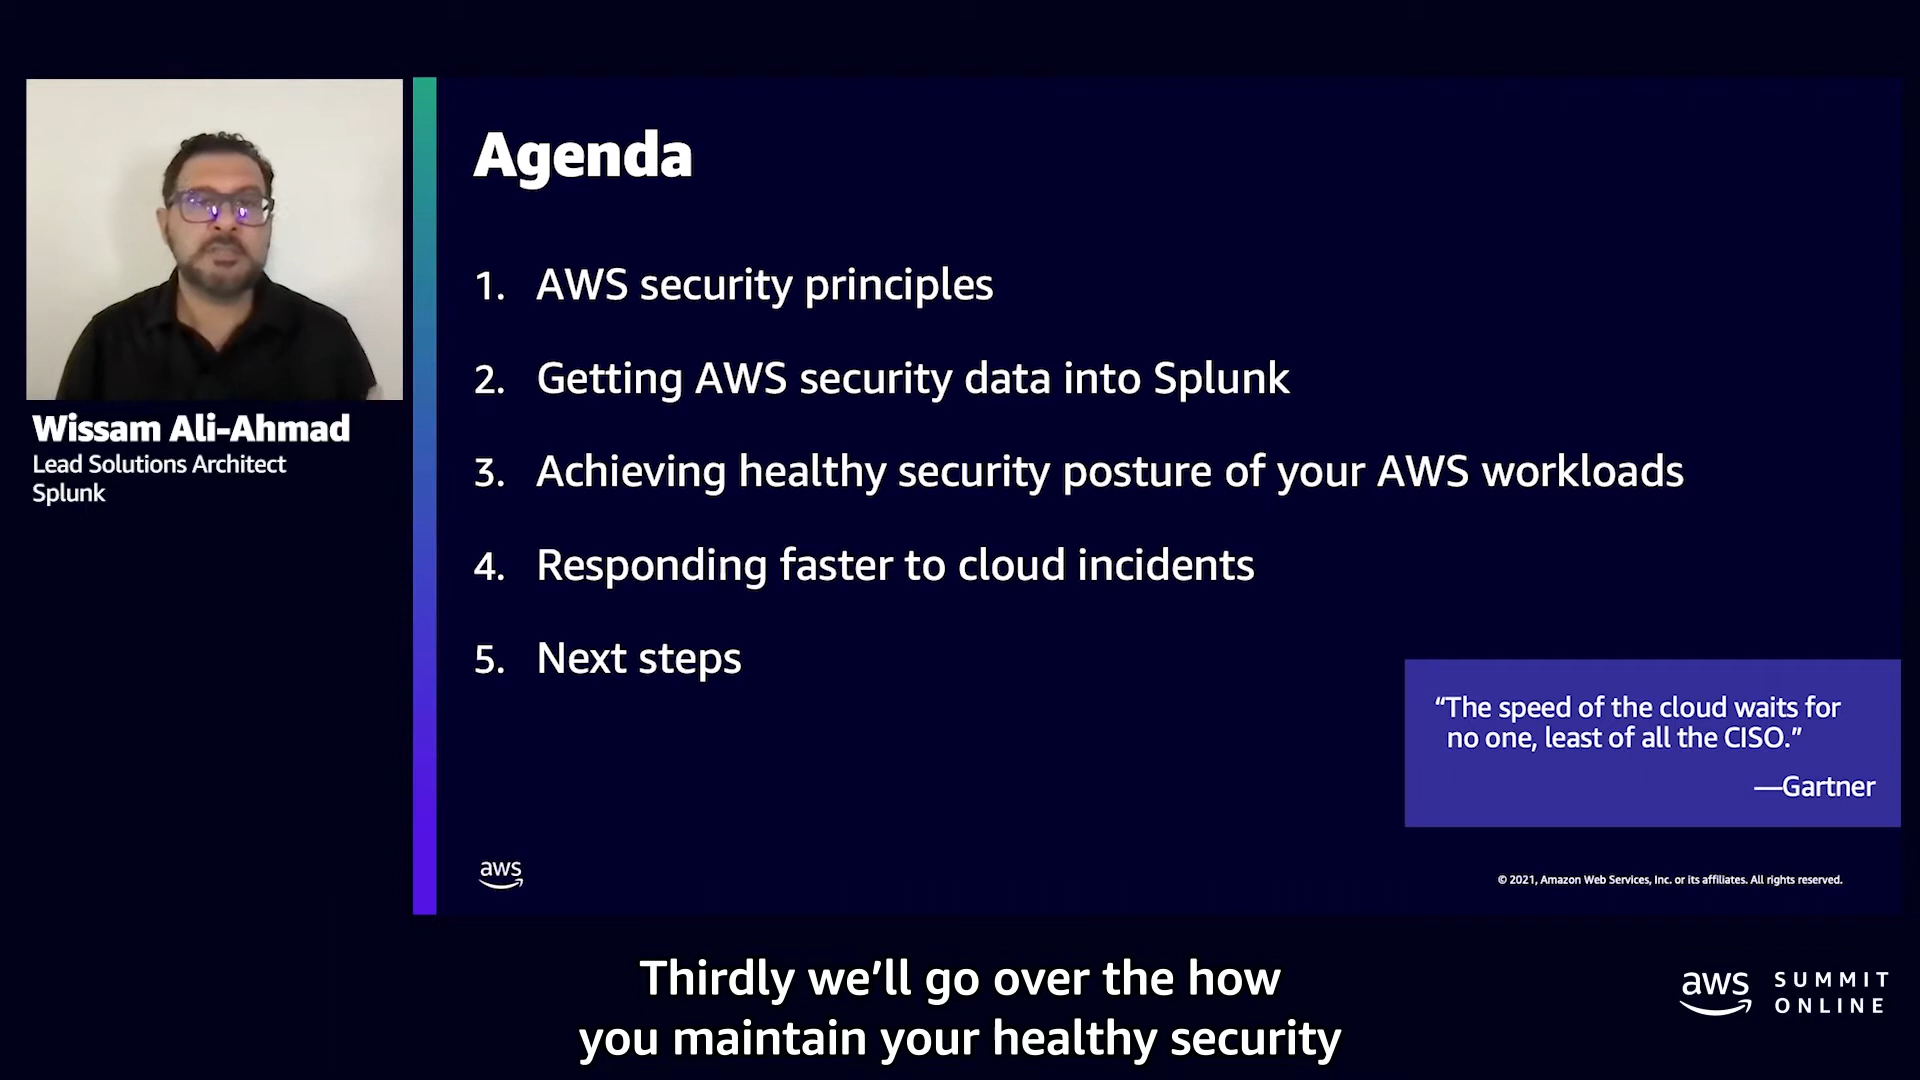 Wissam Ali-Ahmad
Lead Solutions Architect
Splunk
Agenda
1. AWS security principles
2. Getting AWS security data into Splunk
3. Achieving healthy security posture of your AWS workloads
4. Responding faster to cloud incidents
5. Next steps
“The speed of the cloud waits for
no one, least of all the CISO.”
—Gartner
aws
© 2021, Amazon Web Services, Inc. or its affiliates. All rights reserved.
Thirdly we’ll go over the how
you maintain your healthy security
aws SUMMIT
ONLINE